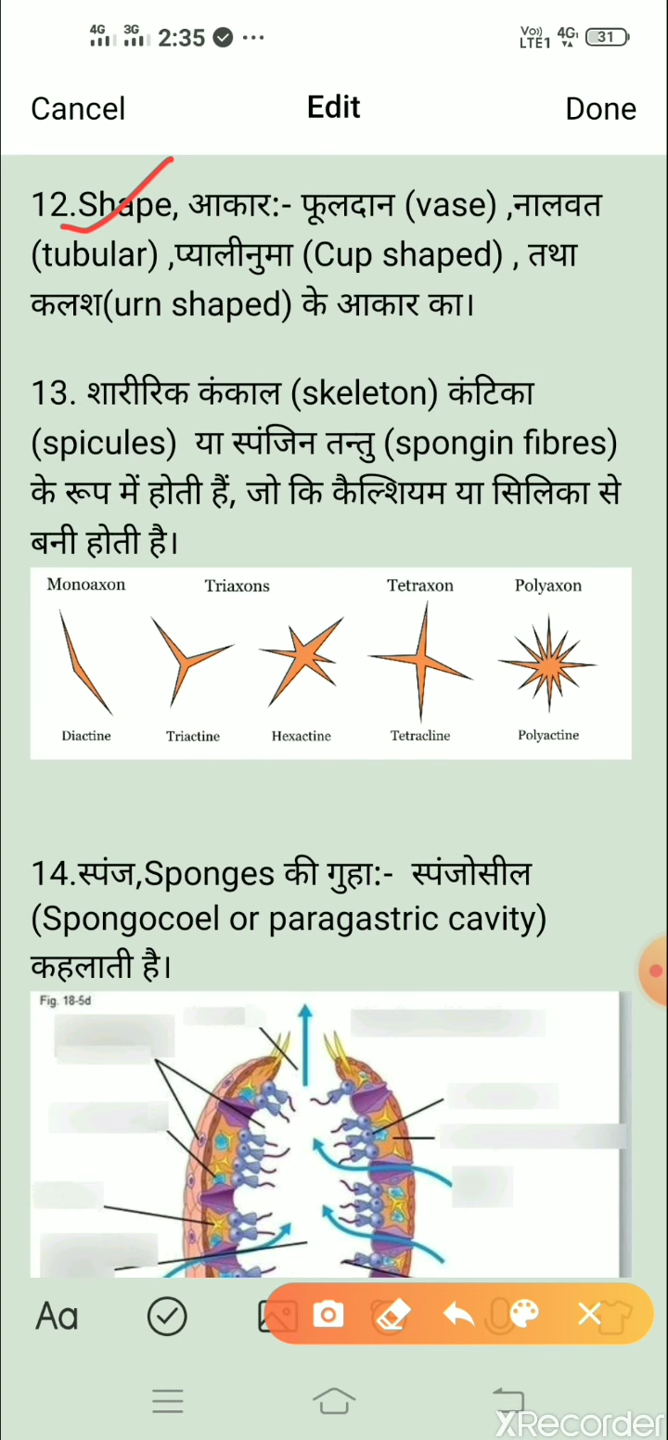 4G 3G 2:35 Vo)) LTE1 4G 31
Cancel Edit Done
12.Shape, आकार:- फूलदान (vase) ,नालवत
(tubular) ,प्यालीनुमा (Cup shaped) , तथा
कलश(urn shaped) के आकार का।
13. शारीरिक कंकाल (skeleton) कंटिका
(spicules) या स्पंजिन तन्तु (spongin fibres)
के रूप में होती हैं, जो कि कैल्शियम या सिलिका से
बनी होती है।
Monoaxon Triaxons Tetraxon Polyaxon
Diactine Triactine Hexactine Tetracline Polyactine
14.स्पंज,Sponges की गुहा:- स्पंजोसील
(Spongocoel or paragastric cavity)
कहलाती है।
Fig. 18-5d
Aa
XRecorder